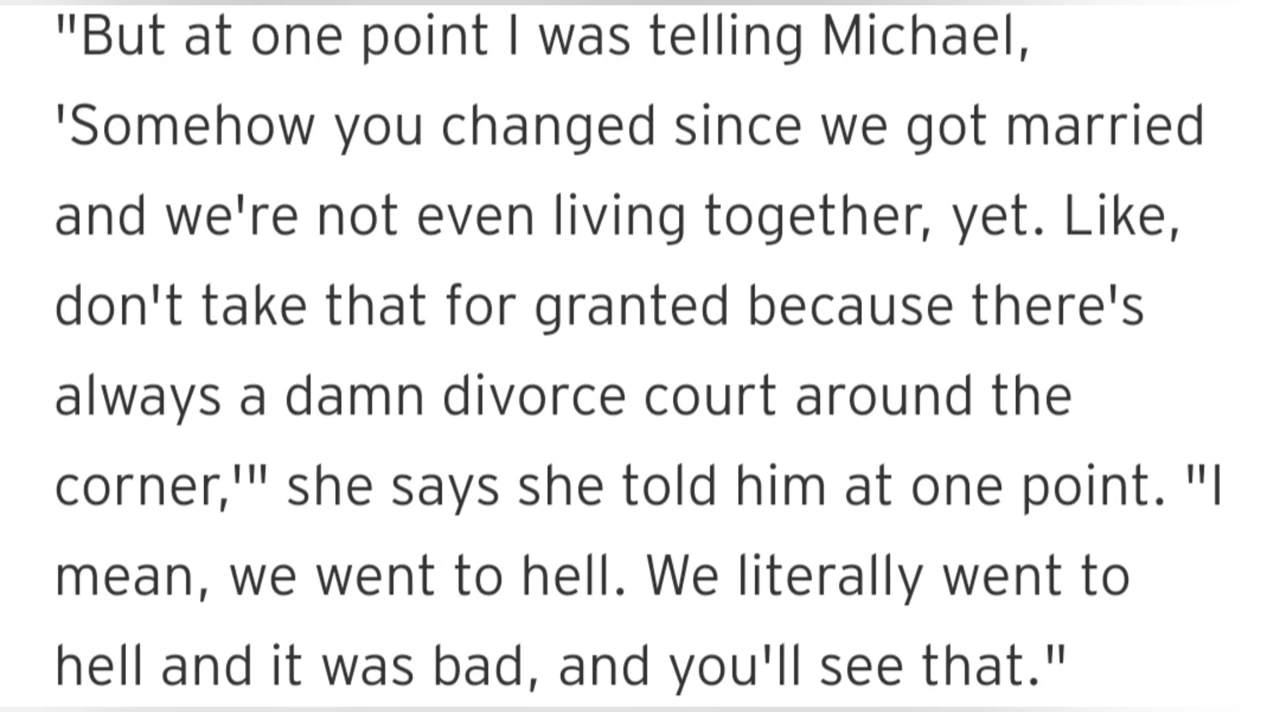 "But at one point I was telling Michael,
'Somehow you changed since we got married
and we're not even living together, yet. Like,
don't take that for granted because there's
always a damn divorce court around the
corner,'" she says she told him at one point. "I
mean, we went to hell. We literally went to
hell and it was bad, and you'll see that."